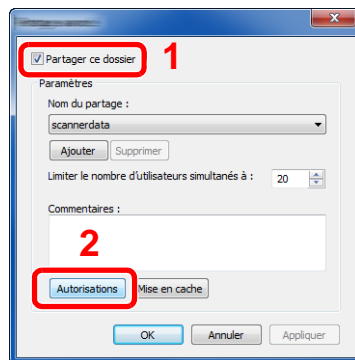 Partager ce dossier
1
Paramètres
Nom du partage :
scannerdata
Ajouter Supprimer
Limiter le nombre d'utilisateurs simultanés à : 20
Commentaires :
2
Autorisations Mise en cache
OK Annuler Appliquer